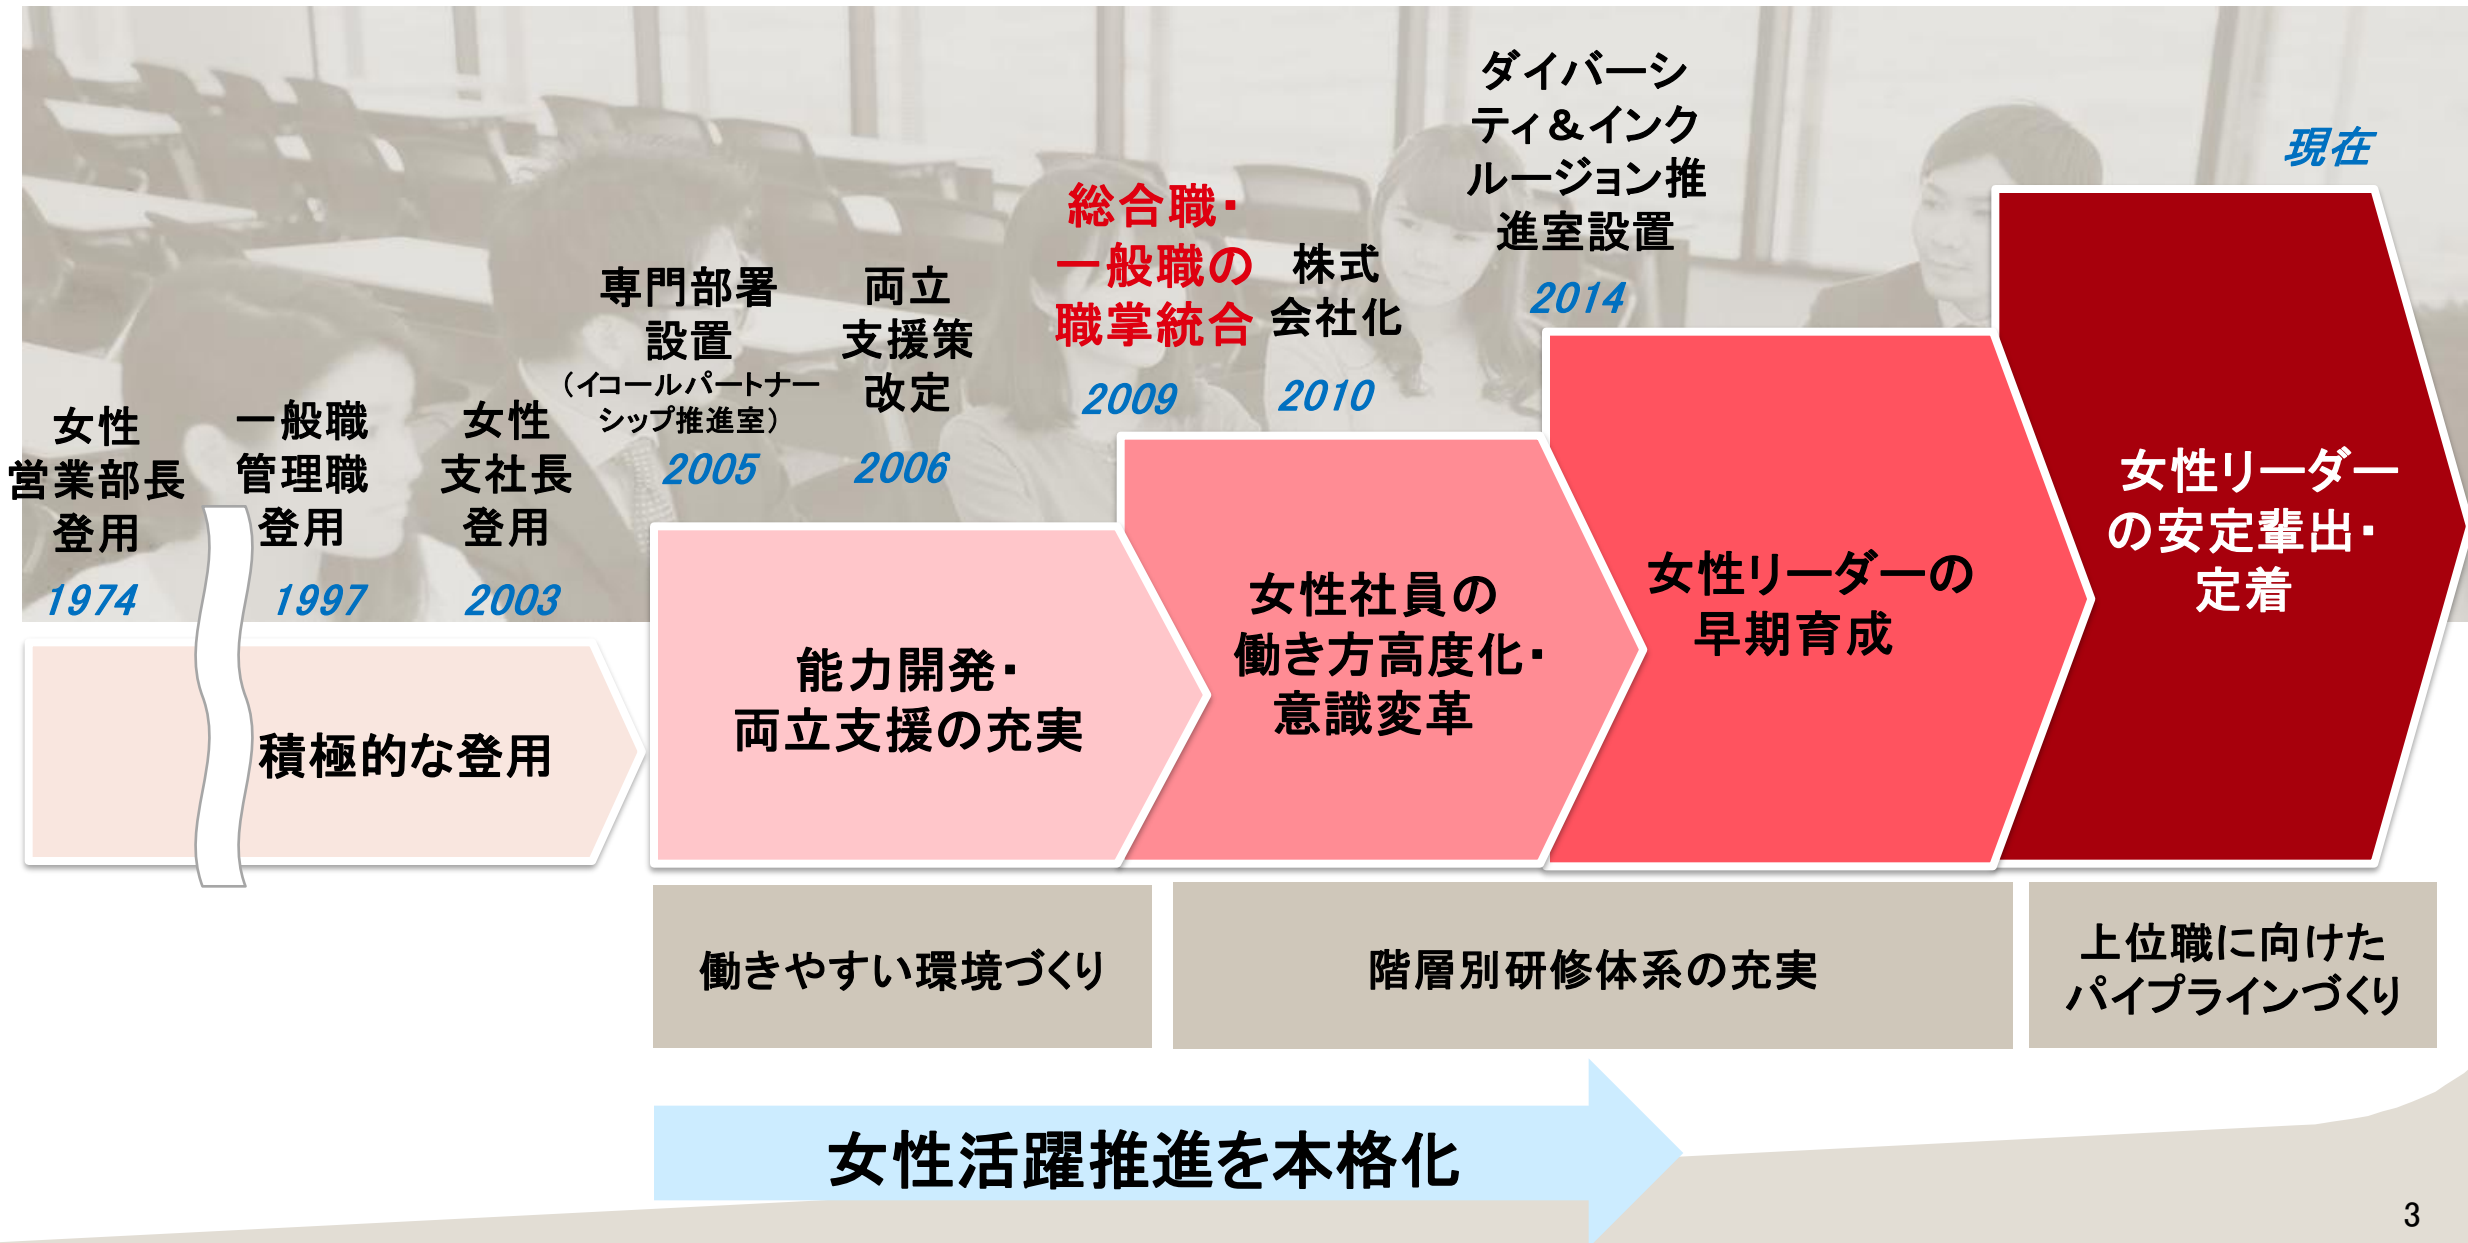 女性
営業部長
登用
1974
一般職
管理職
登用
1997
女性
支社長
登用
2003
専門部署
設置
（イコールパートナー
シップ推進室）
2005
両立
支援策
改定
2006
総合職・
一般職の
職掌統合
2009
株式
会社化
2010
ダイバーシ
ティ＆インク
ルージョン推
進室設置
2014
現在
積極的な登用
能力開発・
両立支援の充実
女性社員の
働き方高度化・
意識変革
女性リーダーの
早期育成
女性リーダー
の安定輩出・
定着
働きやすい環境づくり
階層別研修体系の充実
上位職に向けた
パイプラインづくり
女性活躍推進を本格化
3